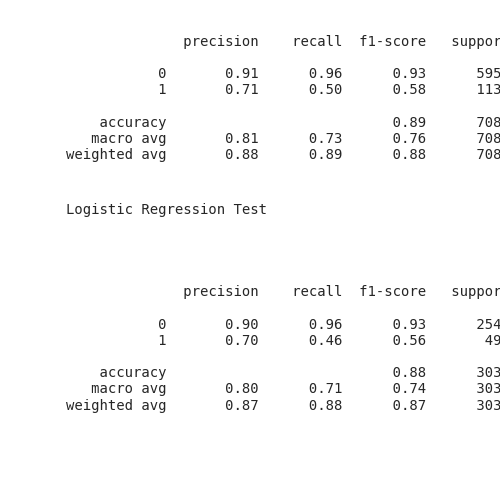 precision recall f1-score suppor
0 0.91 0.96 0.93 595
1 0.71 0.50 0.58 113
accuracy 0.89 708
macro avg 0.81 0.73 0.76 708
weighted avg 0.88 0.89 0.88 708
Logistic Regression Test
precision recall f1-score suppor
0 0.90 0.96 0.93 254
1 0.70 0.46 0.56 49
accuracy 0.88 303
macro avg 0.80 0.71 0.74 303
weighted avg 0.87 0.88 0.87 303